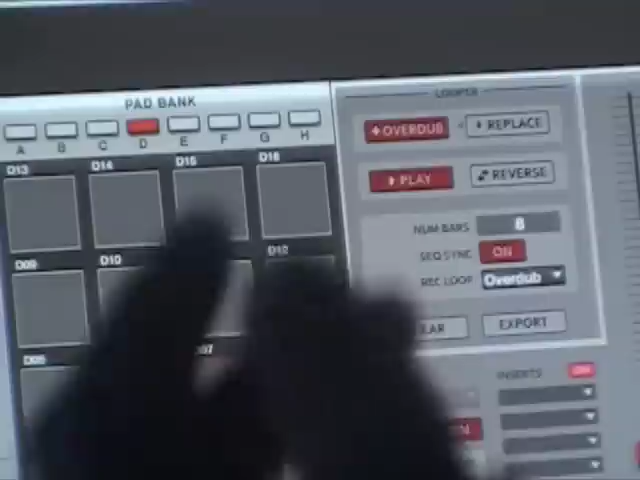 PAD BANK
A B C D E F G H
D13 D14 D15 D16
D09 D10 D12
LOOPER
+ OVERDUB REPLACE
PLAY REVERSE
NUM BARS 8
SEQ SYNC ON
REC LOOP Overdub
EXPORT
INSERTS